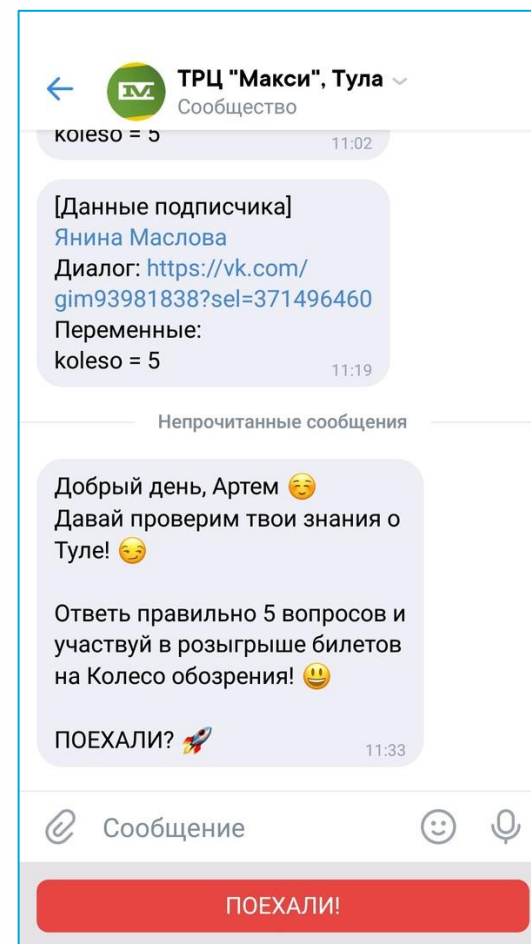 ТРЦ "Макси", Тула
Сообщество
koleso = 5
11:02
[Данные подписчика]
Янина Маслова
Диалог: https://vk.com/
gim93981838?sel=371496460
Переменные:
koleso = 5
11:19
Непрочитанные сообщения
Добрый день, Артем ☺️
Давай проверим твои знания о
Туле! 😏
Ответь правильно 5 вопросов и
участвуй в розыгрыше билетов
на Колесо обозрения! 😃
ПОЕХАЛИ? 🚀
11:33
Сообщение
ПОЕХАЛИ!